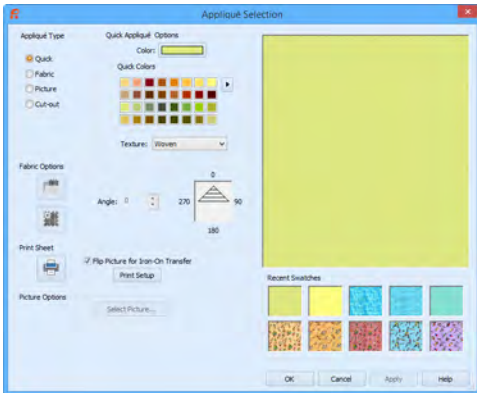 Appliqué Selection
Appliqué Type
Quick
Fabric
Picture
Cut-out
Quick Appliqué Options
Color:
Quick Colors
Texture: Woven
Fabric Options
Angle: 0
0
270
90
180
Print Sheet
Flip Picture for Iron-On Transfer
Print Setup
Picture Options
Select Picture...
Recent Swatches
OK
Cancel
Apply
Help